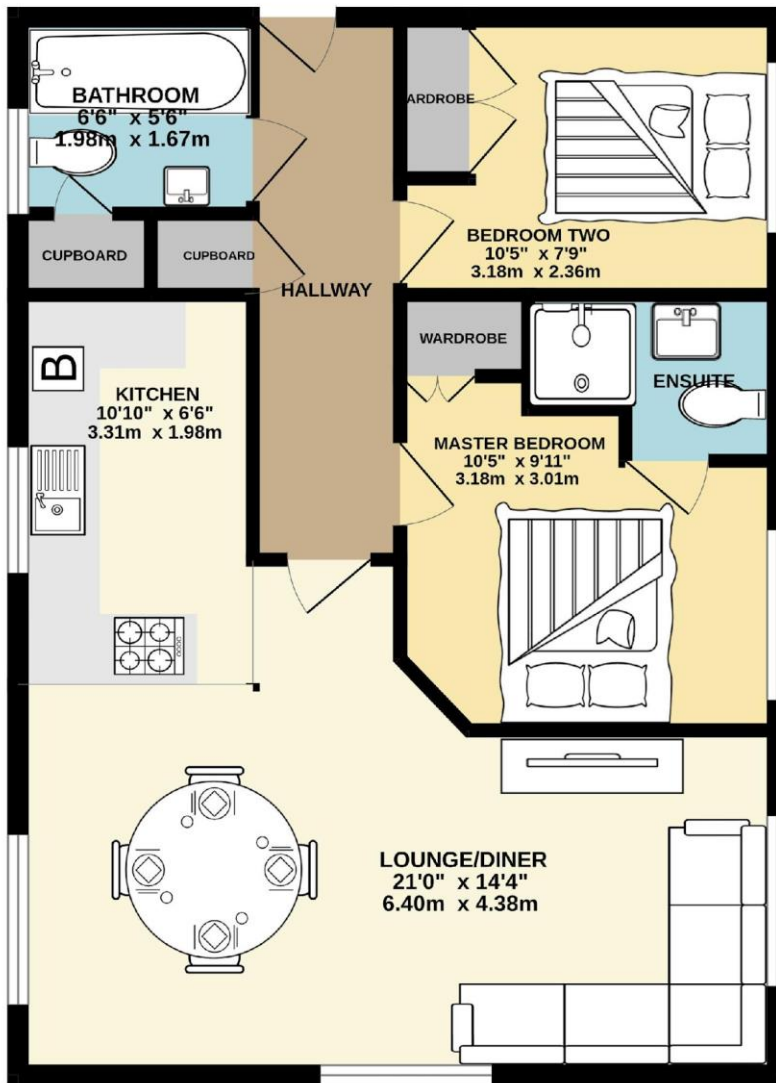 BATHROOM
6'6" x 5'6"
1.98m x 1.67m
ARDROBE
BEDROOM TWO
10'5" x 7'9"
3.18m x 2.36m
CUPBOARD
CUPBOARD
HALLWAY
WARDROBE
ENSUITE
B
KITCHEN
10'10" x 6'6"
3.31m x 1.98m
MASTER BEDROOM
10'5" x 9'11"
3.18m x 3.01m
LOUNGE/DINER
21'0" x 14'4"
6.40m x 4.38m